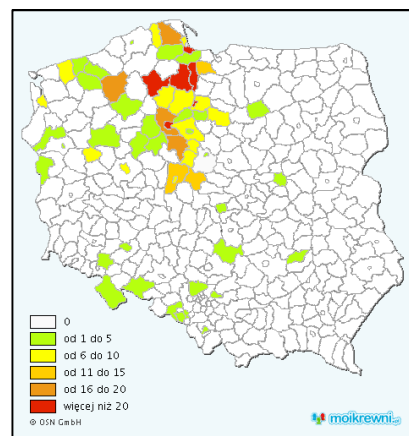 0
od 1 do 5
od 6 do 10
od 11 do 15
od 16 do 20
więcej niż 20
© OSN GmbH
moikrewni.pl